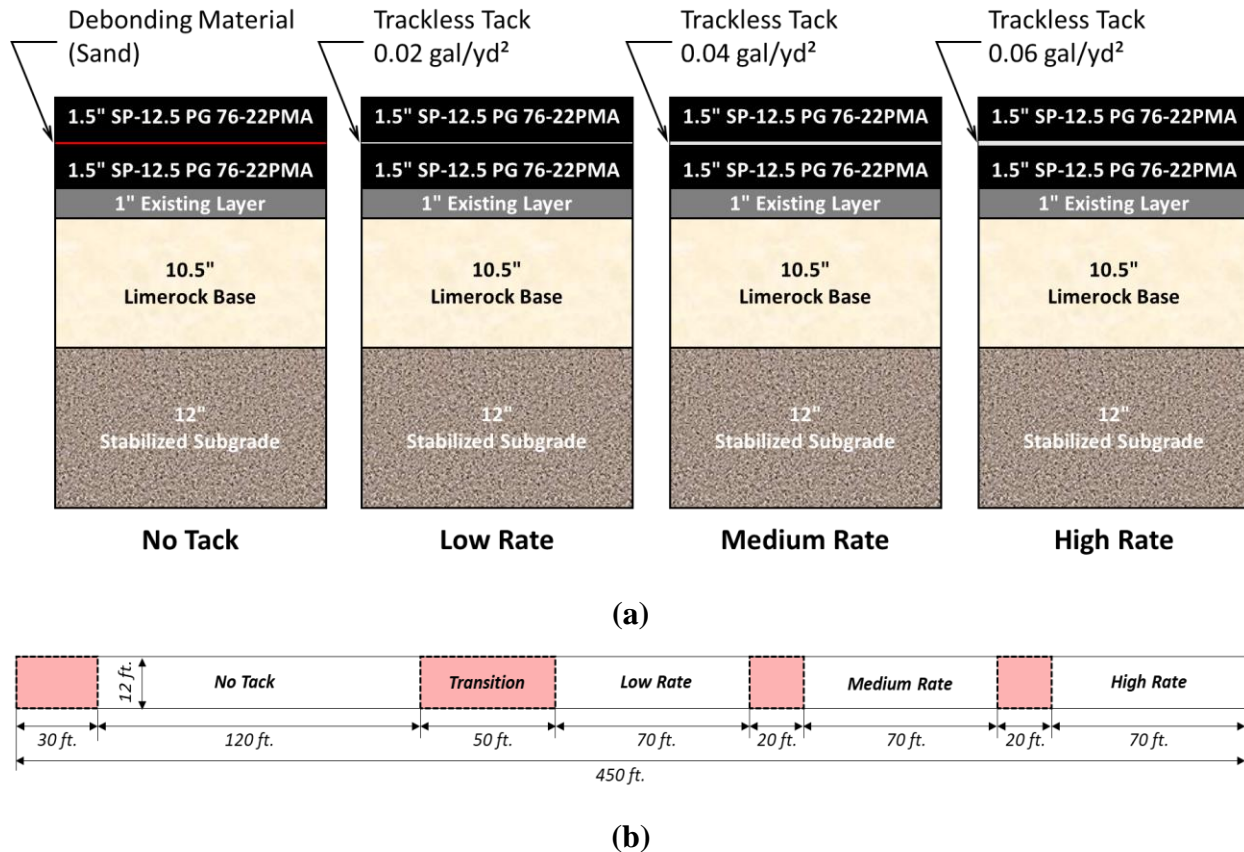 Debonding Material
(Sand)
Trackless Tack
0.02 gal/yd²
Trackless Tack
0.04 gal/yd²
Trackless Tack
0.06 gal/yd²
1.5" SP-12.5 PG 76-22PMA
1.5" SP-12.5 PG 76-22PMA
1" Existing Layer
10.5"
Limerock Base
12"
Stabilized Subgrade
No Tack
1.5" SP-12.5 PG 76-22PMA
1.5" SP-12.5 PG 76-22PMA
1" Existing Layer
10.5"
Limerock Base
12"
Stabilized Subgrade
Low Rate
1.5" SP-12.5 PG 76-22PMA
1.5" SP-12.5 PG 76-22PMA
1" Existing Layer
10.5"
Limerock Base
12"
Stabilized Subgrade
Medium Rate
1.5" SP-12.5 PG 76-22PMA
1.5" SP-12.5 PG 76-22PMA
1" Existing Layer
10.5"
Limerock Base
12"
Stabilized Subgrade
High Rate
(a)
12 ft.
No Tack
Transition
Low Rate
Medium Rate
High Rate
30 ft.
120 ft.
50 ft.
70 ft.
20 ft.
70 ft.
20 ft.
70 ft.
450 ft.
(b)